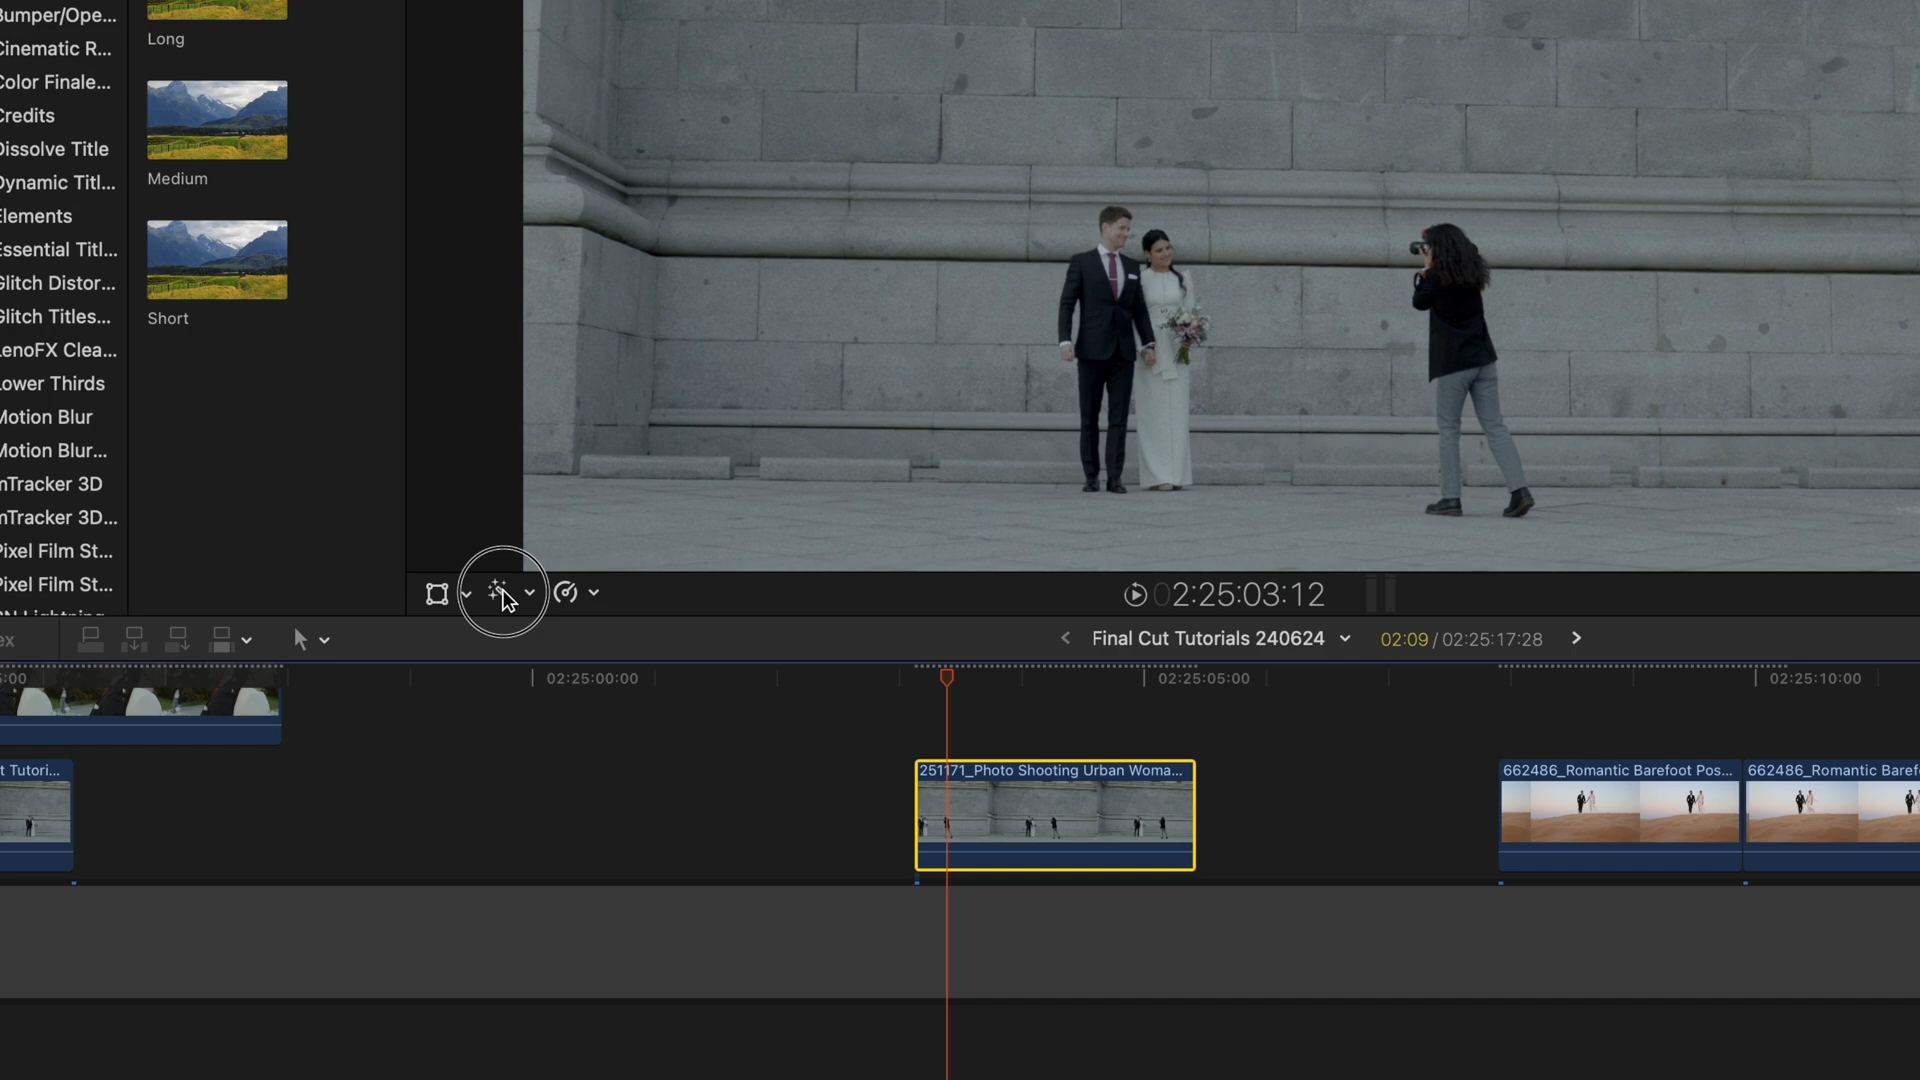 Bumper/Ope...
Cinematic R...
Color Finale...
Credits
Dissolve Title
Dynamic Titl...
Elements
Essential Titl...
Glitch Distor...
Glitch Titles...
LenoFX Clea...
Lower Thirds
Motion Blur
Motion Blur...
mTracker 3D
mTracker 3D...
Pixel Film St...
Pixel Film St...
Long
Medium
Short
02:25:03:12
ex
Final Cut Tutorials 240624
02:09 / 02:25:17:28
5:00
02:25:00:00
02:25:05:00
02:25:10:00
t Tutori...
251171_Photo Shooting Urban Woma...
662486_Romantic Barefoot Pos...
662486_Romantic Baref